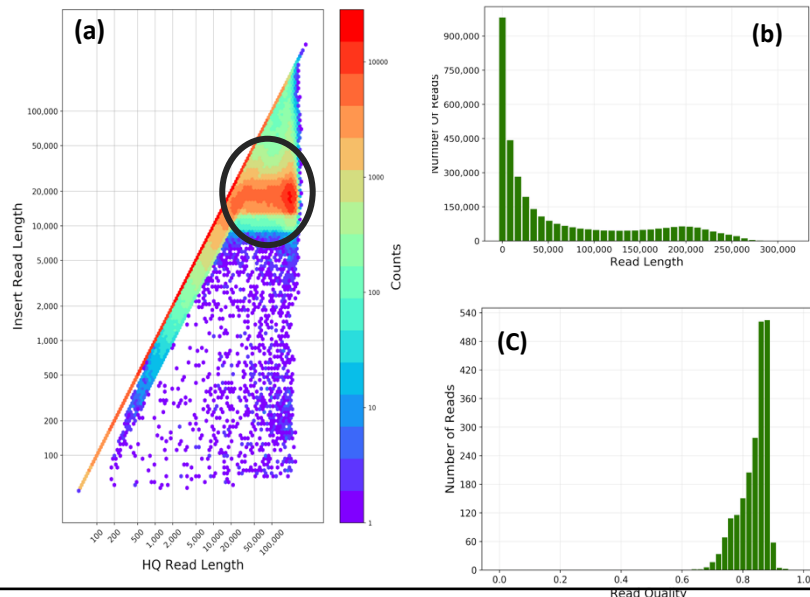 (a)
100,000
50,000
20,000
10,000
5,000
2,000
1,000
500
200
100
Insert Read Length
100 200 500 1,000 2,000 5,000 10,000 20,000 50,000 100,000
HQ Read Length
10000
1000
100
10
1
Counts
(b)
900,000
750,000
600,000
450,000
300,000
150,000
0
Number Of Reads
0 50,000 100,000 150,000 200,000 250,000 300,000
Read Length
(C)
540
480
420
360
300
240
180
120
60
0
Number of Reads
0.0 0.2 0.4 0.6 0.8 1.0
Read Quality